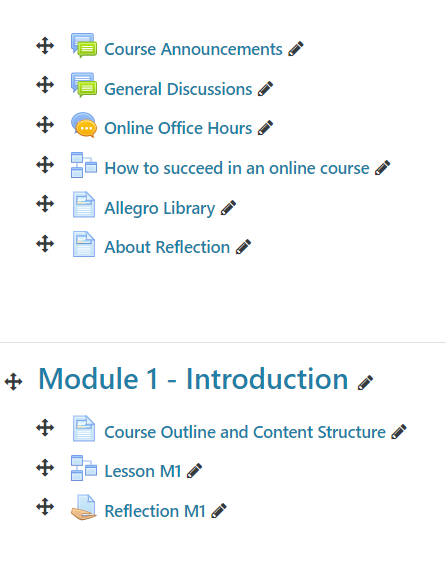 Course Announcements
General Discussions
Online Office Hours
How to succeed in an online course
Allegro Library
About Reflection
Module 1 - Introduction
Course Outline and Content Structure
Lesson M1
Reflection M1